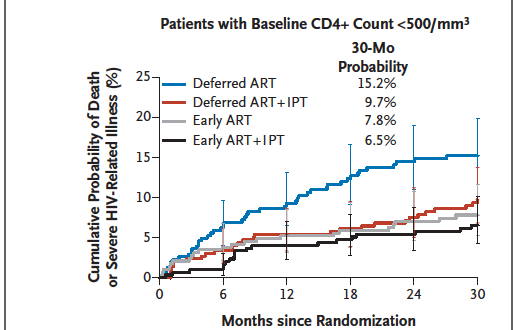 Patients with Baseline CD4+ Count <500/mm³
30-Mo
Probability
Deferred ART 15.2%
Deferred ART+IPT 9.7%
Early ART 7.8%
Early ART+IPT 6.5%
Cumulative Probability of Death
or Severe HIV-Related Illness (%)
25
20
15
10
5
0
0 6 12 18 24 30
Months since Randomization